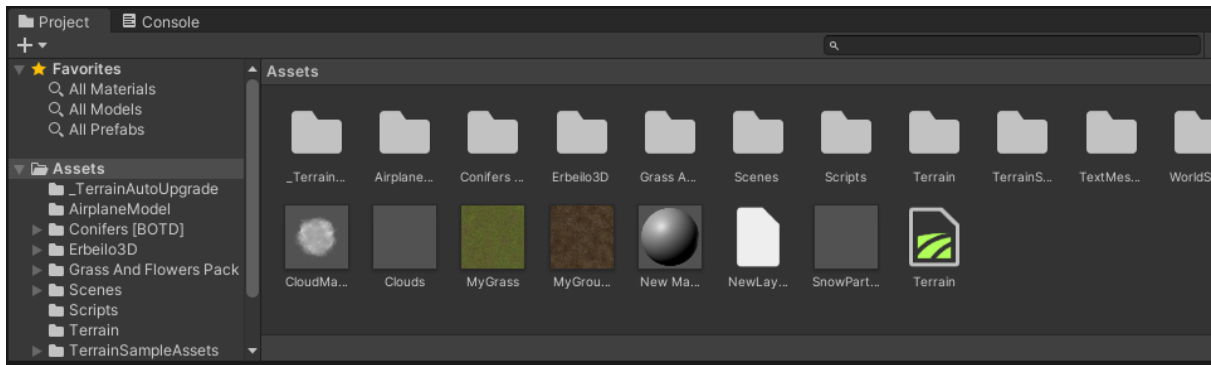 Project Console
Favorites
All Materials
All Models
All Prefabs
Assets
_TerrainAutoUpgrade
AirplaneModel
Conifers [BOTD]
Erbeilo3D
Grass And Flowers Pack
Scenes
Scripts
Terrain
TerrainSampleAssets
Assets
_Terrain... Airplane... Conifers ... Erbeilo3D Grass A... Scenes Scripts Terrain TerrainS... TextMes... WorldS
CloudMa... Clouds MyGrass MyGrou... New Ma... NewLay... SnowPart... Terrain